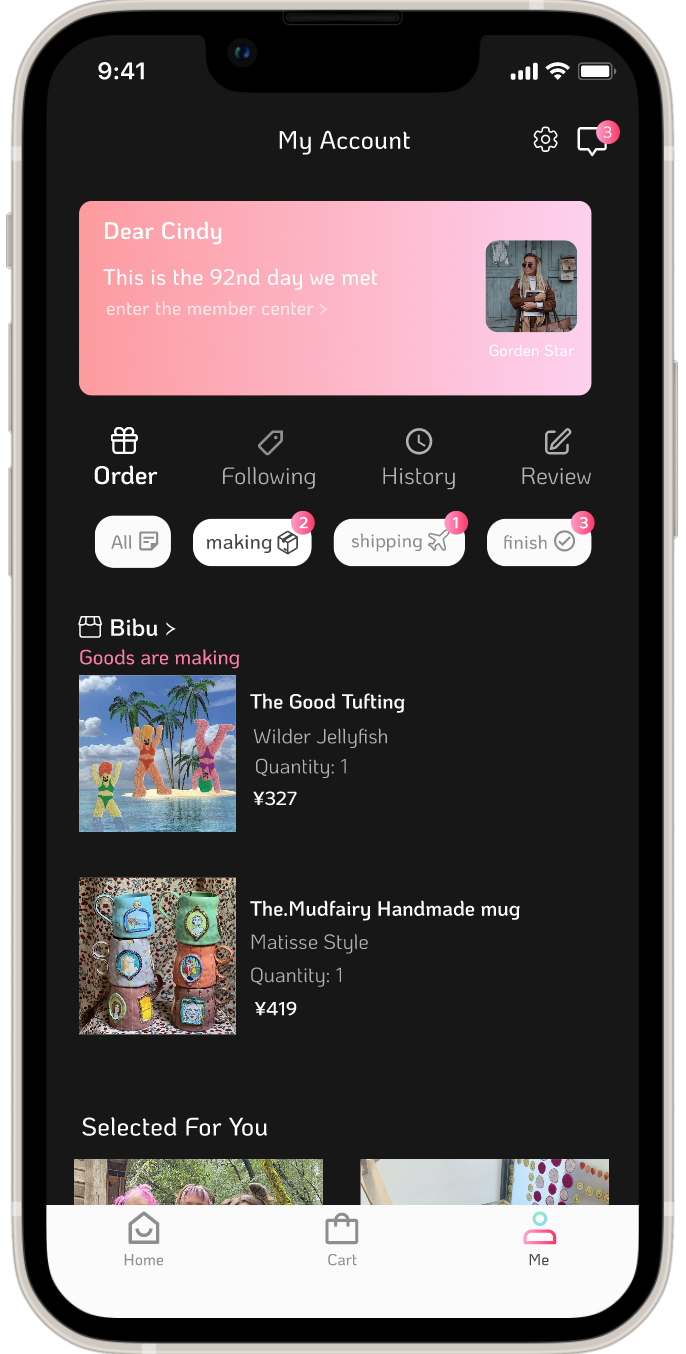 9:41
My Account
3
Dear Cindy
This is the 92nd day we met
enter the member center >
Gorden Star
Order
Following
History
Review
All
making
2
shipping
1
finish
3
Bibu >
Goods are making
The Good Tufting
Wilder Jellyfish
Quantity: 1
¥327
The.Mudfairy Handmade mug
Matisse Style
Quantity: 1
¥419
Selected For You
Home
Cart
Me